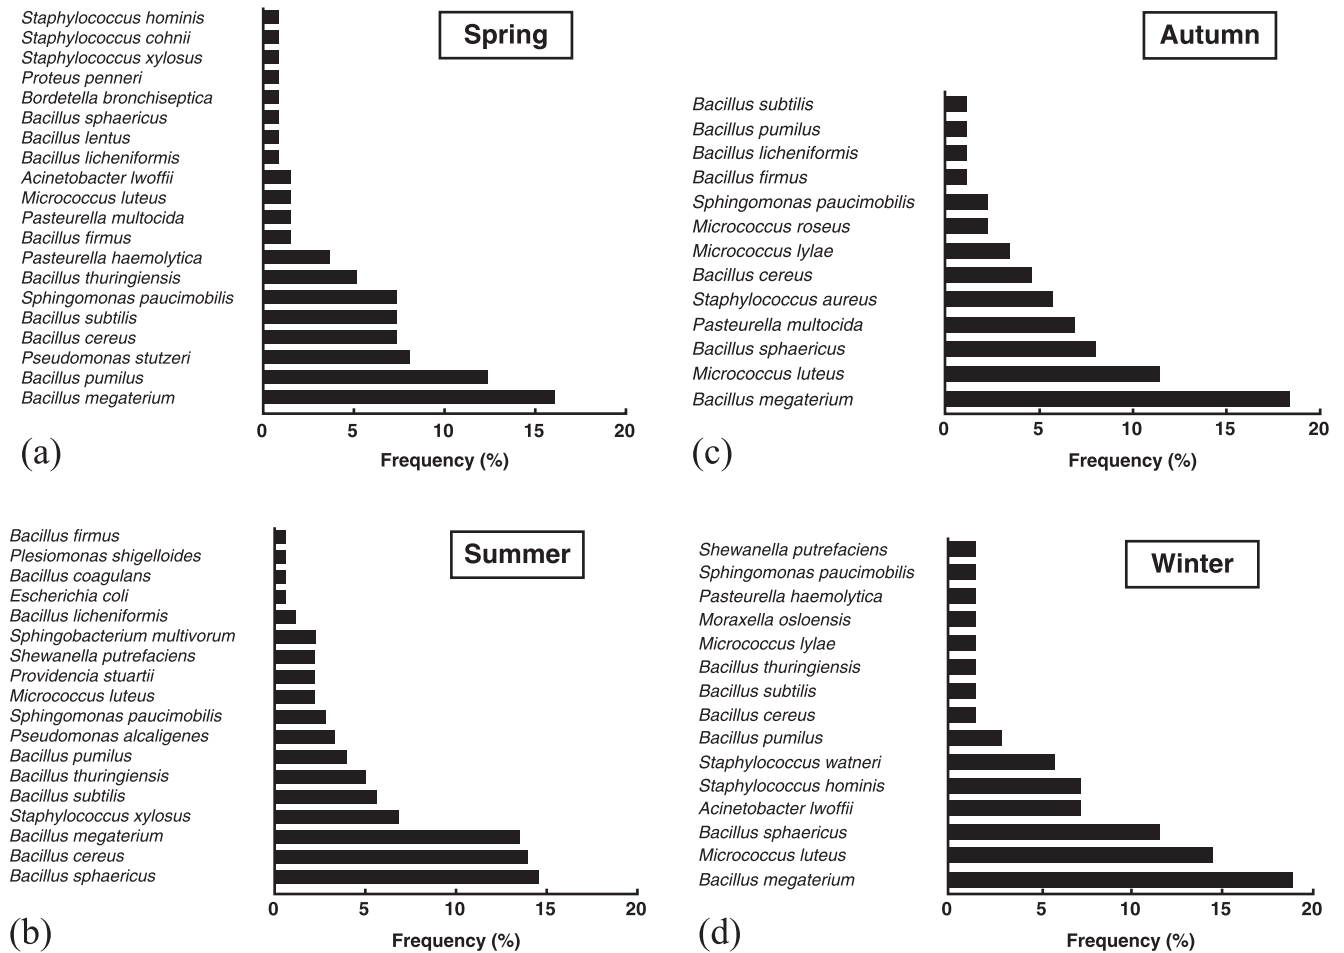 Spring
Staphylococcus hominis
Staphylococcus cohnii
Staphylococcus xylosus
Proteus penneri
Bordetella bronchiseptica
Bacillus sphaericus
Bacillus lentus
Bacillus licheniformis
Acinetobacter lwoffii
Micrococcus luteus
Pasteurella multocida
Bacillus firmus
Pasteurella haemolytica
Bacillus thuringiensis
Sphingomonas paucimobilis
Bacillus subtilis
Bacillus cereus
Pseudomonas stutzeri
Bacillus pumilus
Bacillus megaterium
0 5 10 15 20
Frequency (%)
(a)
Summer
Bacillus firmus
Plesiomonas shigelloides
Bacillus coagulans
Escherichia coli
Bacillus licheniformis
Sphingobacterium multivorum
Shewanella putrefaciens
Providencia stuartii
Micrococcus luteus
Sphingomonas paucimobilis
Pseudomonas alcaligenes
Bacillus pumilus
Bacillus thuringiensis
Bacillus subtilis
Staphylococcus xylosus
Bacillus megaterium
Bacillus cereus
Bacillus sphaericus
0 5 10 15 20
Frequency (%)
(b)
Autumn
Bacillus subtilis
Bacillus pumilus
Bacillus licheniformis
Bacillus firmus
Sphingomonas paucimobilis
Micrococcus roseus
Micrococcus lylae
Bacillus cereus
Staphylococcus aureus
Pasteurella multocida
Bacillus sphaericus
Micrococcus luteus
Bacillus megaterium
0 5 10 15 20
Frequency (%)
(c)
Winter
Shewanella putrefaciens
Sphingomonas paucimobilis
Pasteurella haemolytica
Moraxella osloensis
Micrococcus lylae
Bacillus thuringiensis
Bacillus subtilis
Bacillus cereus
Bacillus pumilus
Staphylococcus watneri
Staphylococcus hominis
Acinetobacter lwoffii
Bacillus sphaericus
Micrococcus luteus
Bacillus megaterium
0 5 10 15 20
Frequency (%)
(d)